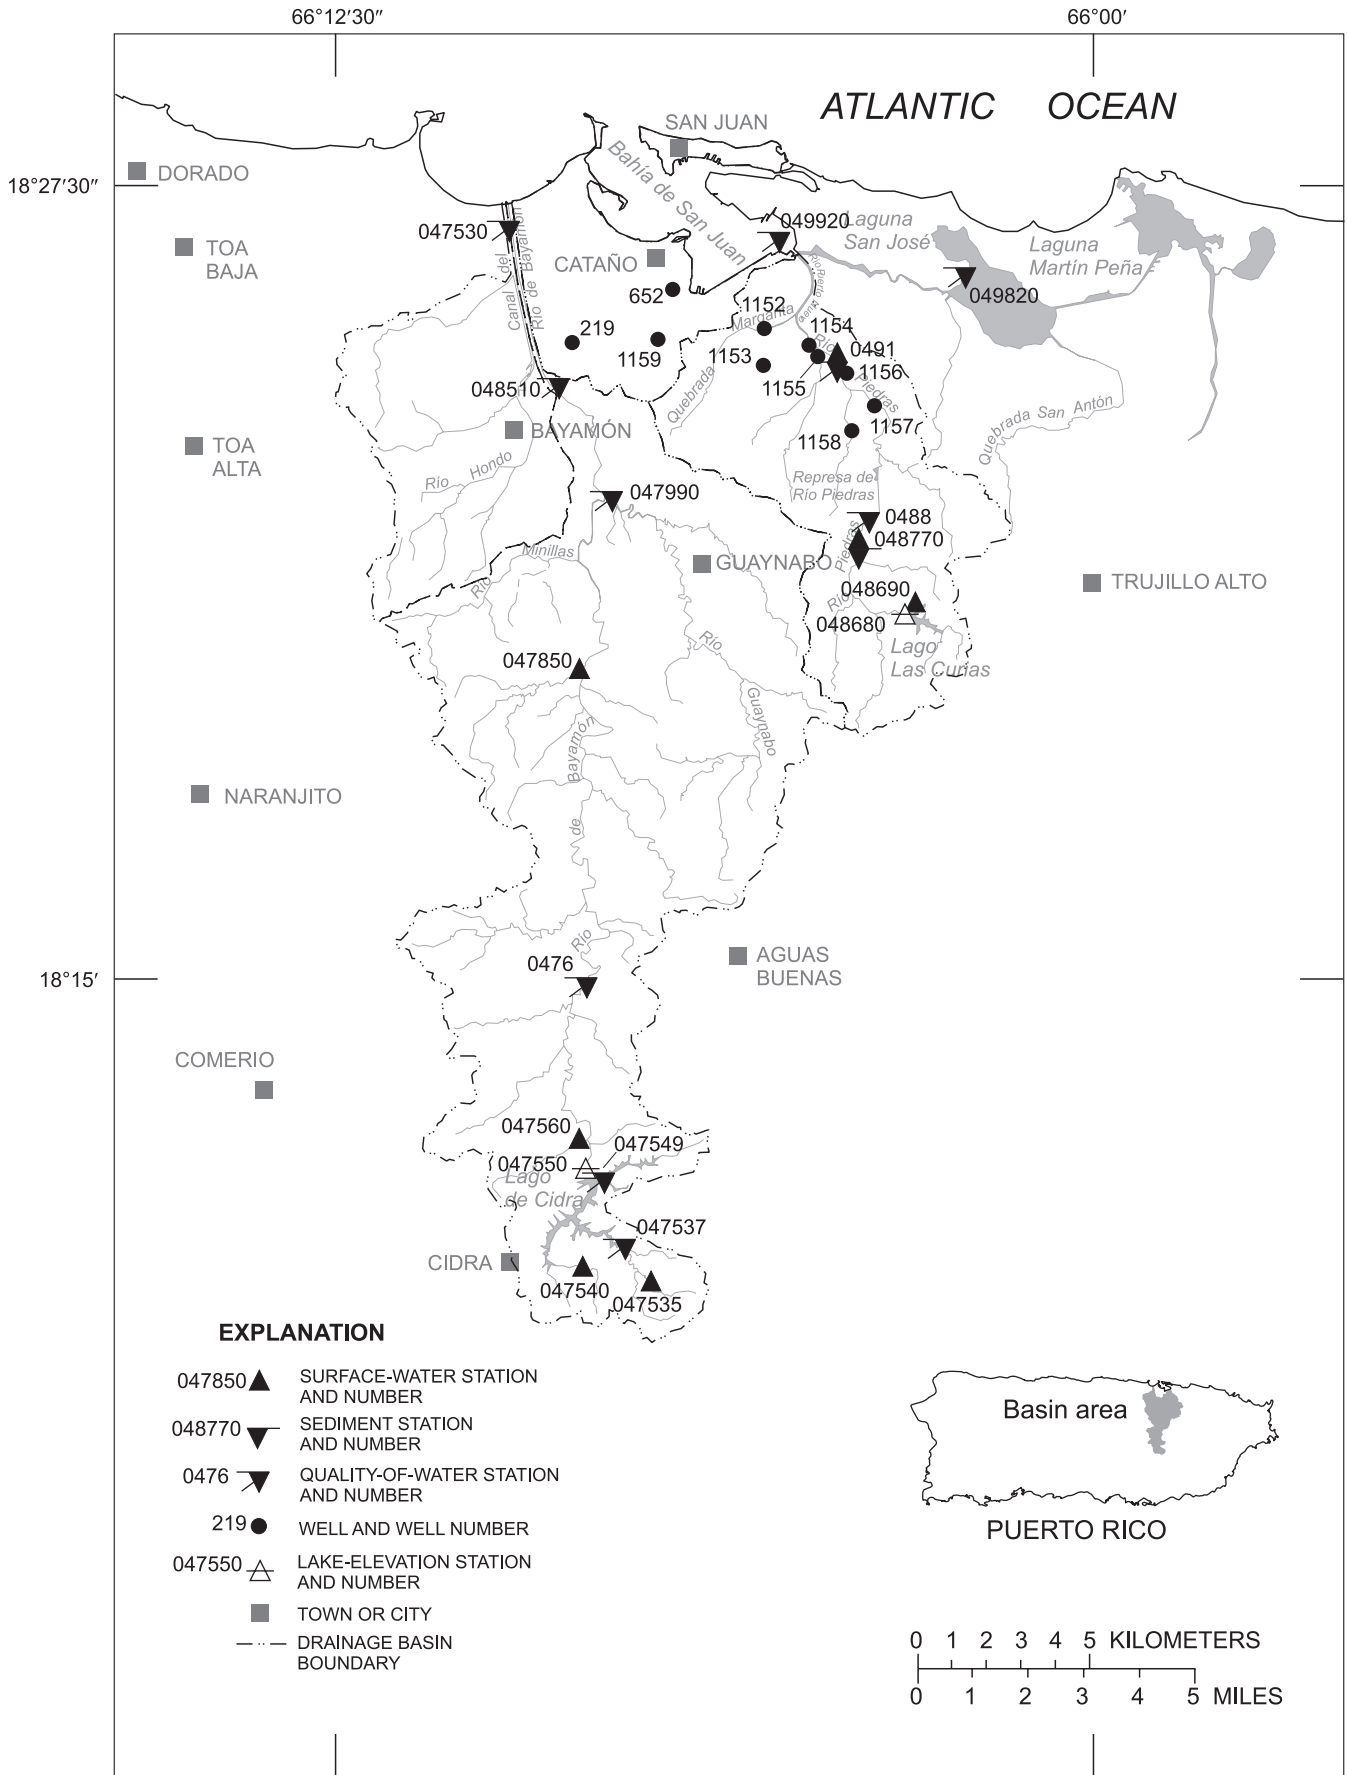 66°12'30"
66°00'
ATLANTIC OCEAN
SAN JUAN
DORADO
18°27'30"
Bahía de San Juan
049920
Laguna
San José
047530
TOA
BAJA
Canal del
Río de Bayamón
CATAÑO
Laguna
Martín Peña
049820
652
Río Puerto Nuevo
1152
Margarita
219
1154
1159
1153
Río
0491
1155
1156
Quebrada
Piedras
048510
BAYAMÓN
1157
1158
Quebrada San Antón
TOA
ALTA
Río Hondo
Represa de
Río Piedras
047990
0488
048770
Minillas
Río
GUAYNABO
Piedras
TRUJILLO ALTO
048690
Río
048680
Lago
Las Curias
047850
Río
Guaynabo
Bayamón
NARANJITO
de
Río
0476
AGUAS
BUENAS
18°15'
COMERIO
047560
047549
047550
Lago
de Cidra
047537
CIDRA
047540
047535
EXPLANATION
047850 SURFACE-WATER STATION
AND NUMBER
048770 SEDIMENT STATION
AND NUMBER
0476 QUALITY-OF-WATER STATION
AND NUMBER
219 WELL AND WELL NUMBER
047550 LAKE-ELEVATION STATION
AND NUMBER
TOWN OR CITY
DRAINAGE BASIN
BOUNDARY
Basin area
PUERTO RICO
0 1 2 3 4 5 KILOMETERS
0 1 2 3 4 5 MILES